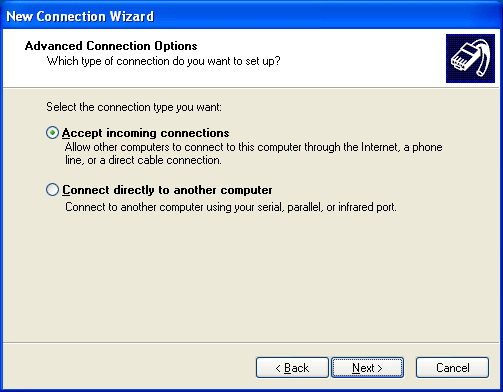 New Connection Wizard
Advanced Connection Options
Which type of connection do you want to set up?
Select the connection type you want:
Accept incoming connections
Allow other computers to connect to this computer through the Internet, a phone
line, or a direct cable connection.
Connect directly to another computer
Connect to another computer using your serial, parallel, or infrared port.
< Back
Next >
Cancel